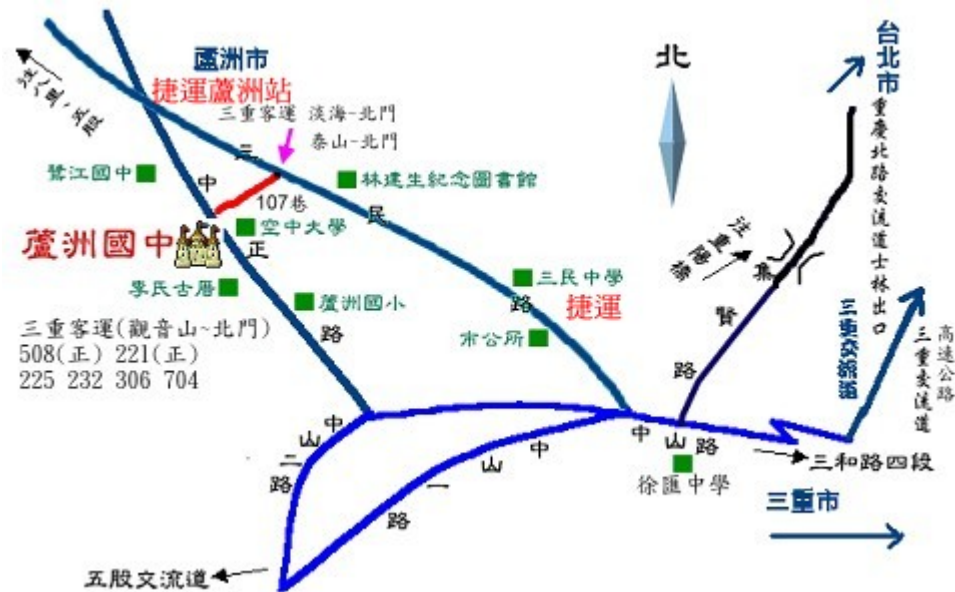 北
台北市
蘆洲市
捷運蘆洲站
往八里、五股
三重客運 淡海-北門
泰山-北門
鷺江國中
107巷
林建生紀念圖書館
三民路
中正路
空中大學
蘆洲國中
李氏古厝
蘆洲國小
三民中學
捷運
市公所
往重陽橋
集賢路
重慶北路交流道士林出口
三重交流道
高速公路
三重交流道
三重客運(觀音山~北門)
508(正) 221(正)
225 232 306 704
中山二路
中山一路
中山路
徐匯中學
三和路四段
三重市
五股交流道